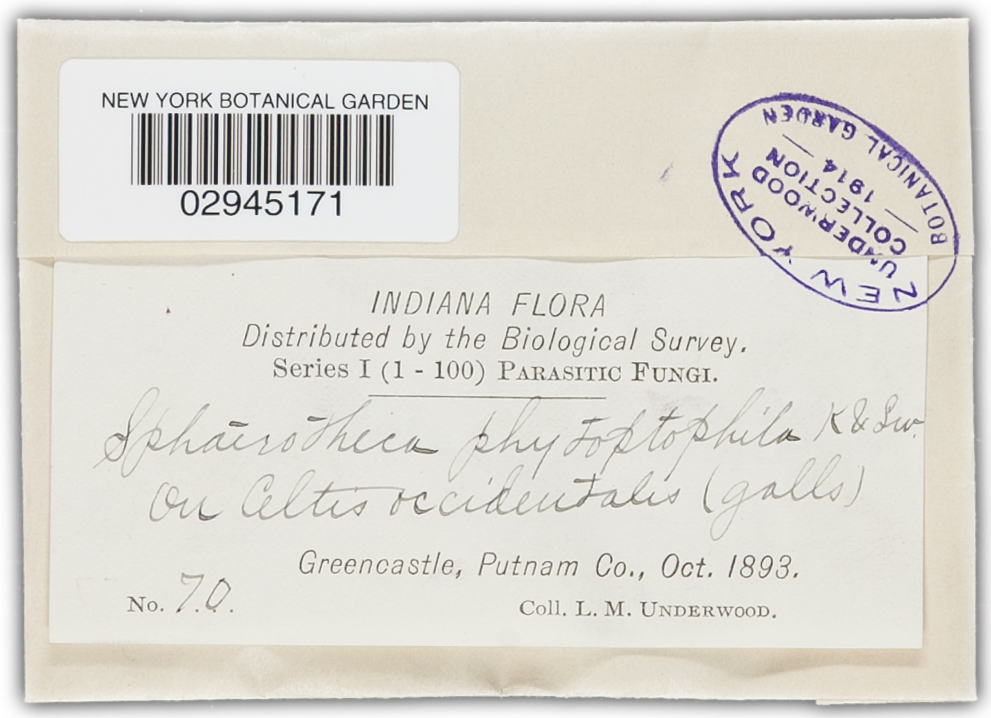 NEW YORK BOTANICAL GARDEN
02945171
NEW YORK
BOTANICAL GARDEN
UNDERWOOD
COLLECTION
— 1914 —
INDIANA FLORA
Distributed by the Biological Survey.
Series I (1 - 100) PARASITIC FUNGI.
Sphaerotheca phytoptophila K & Sw.
On Celtis occidentalis (galls)
Greencastle, Putnam Co., Oct. 1893.
No. 70.
Coll. L. M. UNDERWOOD.